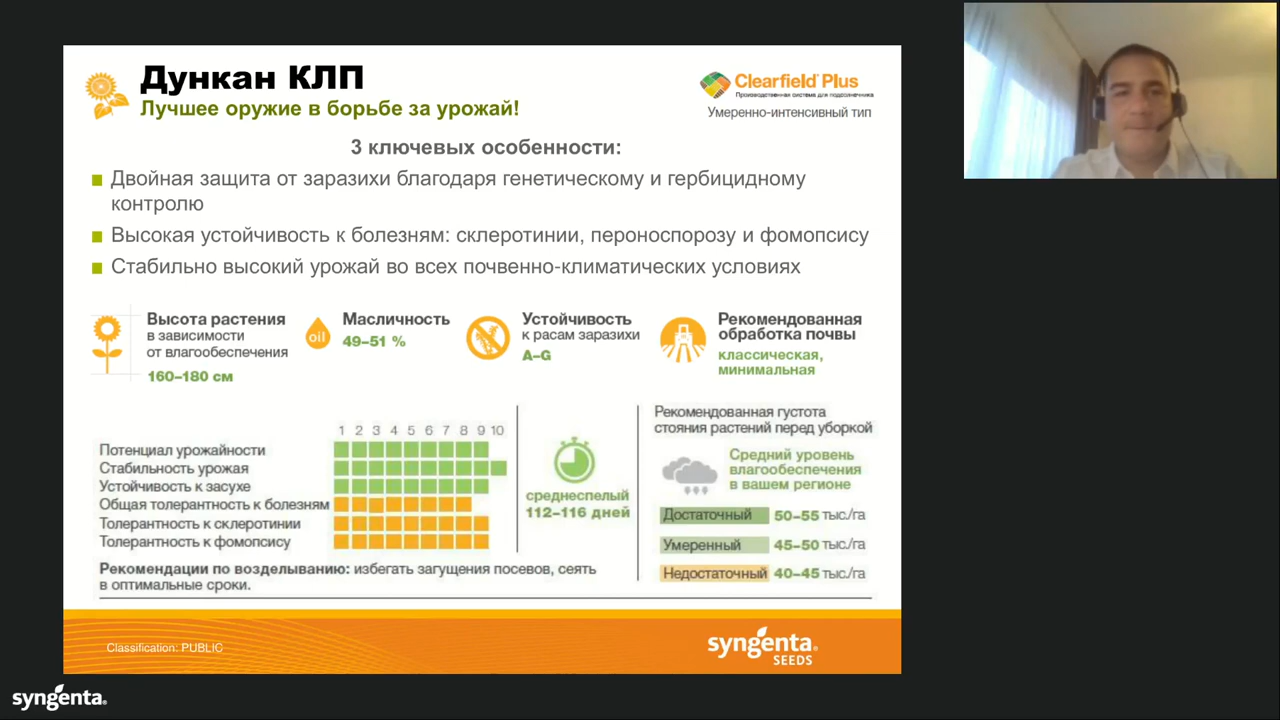 Дункан КЛП
Лучшее оружие в борьбе за урожай!
Clearfield® Plus
Производственная система для подсолнечника
Умеренно-интенсивный тип
3 ключевых особенности:
Двойная защита от заразихи благодаря генетическому и гербицидному
контролю
Высокая устойчивость к болезням: склеротинии, пероноспорозу и фомопсису
Стабильно высокий урожай во всех почвенно-климатических условиях
Высота растения
в зависимости
от влагообеспечения
160–180 см
oil
Масличность
49–51 %
Устойчивость
к расам заразихи
A–G
Рекомендованная
обработка почвы
классическая,
минимальная
1 2 3 4 5 6 7 8 9 10
Потенциал урожайности
Стабильность урожая
Устойчивость к засухе
Общая толерантность к болезням
Толерантность к склеротинии
Толерантность к фомопсису
среднеспелый
112–116 дней
Рекомендованная густота
стояния растений перед уборкой
Средний уровень
влагообеспечения
в вашем регионе
Достаточный 50–55 тыс./га
Умеренный 45–50 тыс./га
Недостаточный 40–45 тыс./га
Рекомендации по возделыванию: избегать загущения посевов, сеять
в оптимальные сроки.
Classification: PUBLIC
syngenta.
SEEDS
syngenta.